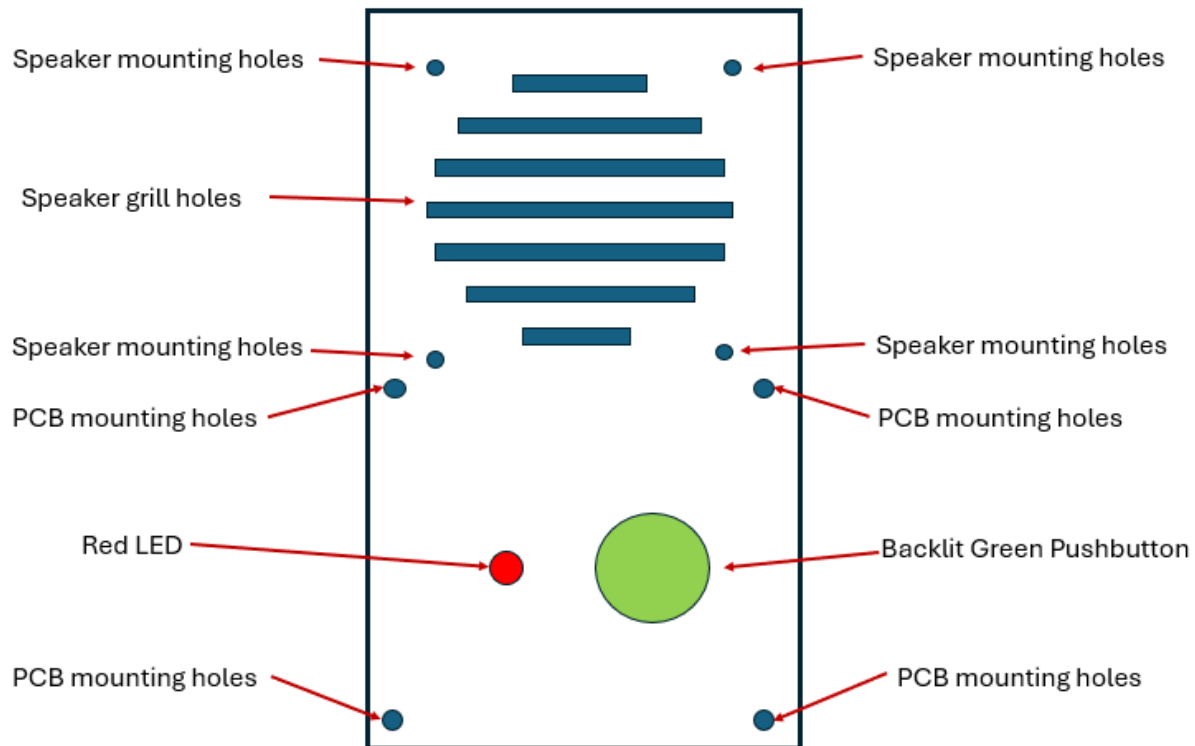 Speaker mounting holes
Speaker mounting holes
Speaker grill holes
Speaker mounting holes
Speaker mounting holes
PCB mounting holes
PCB mounting holes
Red LED
Backlit Green Pushbutton
PCB mounting holes
PCB mounting holes